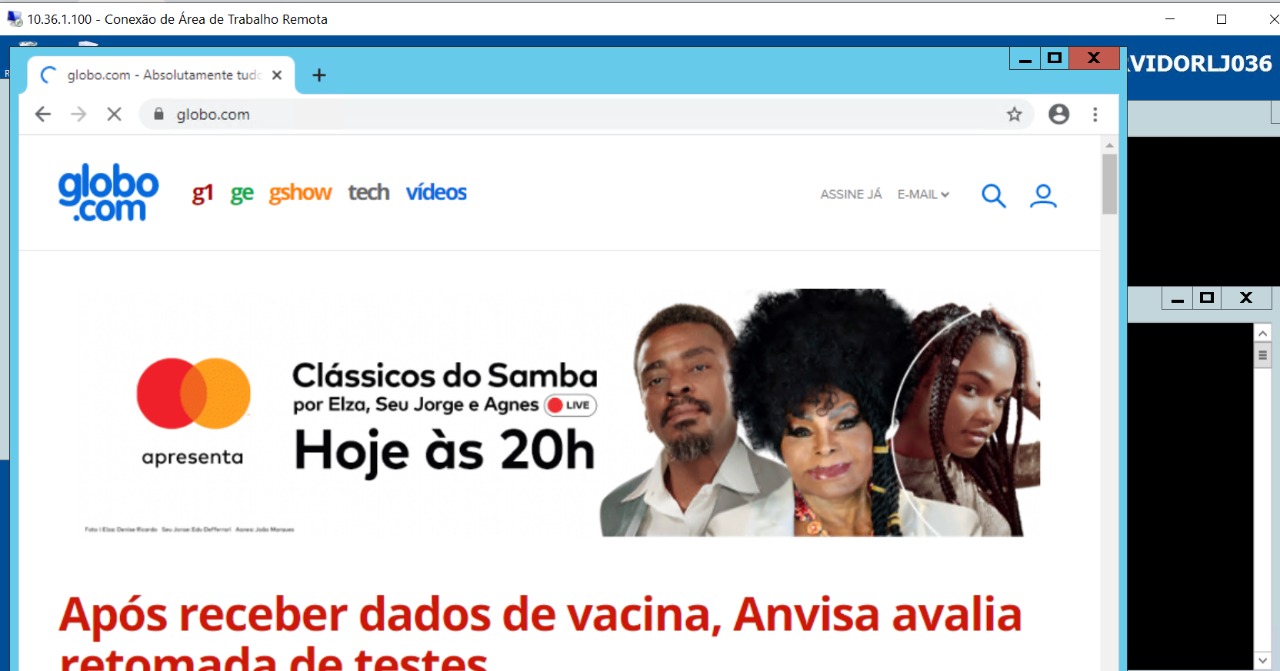 10.36.1.100 - Conexão de Área de Trabalho Remota
VIDORLJ036
globo.com - Absolutamente tud
globo.com
globo
.com
g1 ge gshow tech vídeos
ASSINE JÁ E-MAIL
Clássicos do Samba
por Elza, Seu Jorge e Agnes LIVE
Hoje às 20h
apresenta
Foto | Elza: Denise Ricardo Seu Jorge: Edu Defferrari Agnes: João Marques
Após receber dados de vacina, Anvisa avalia
retomada de testes